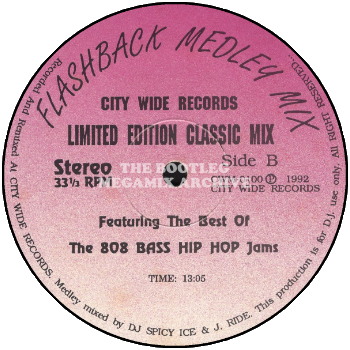 FLASHBACK MEDLEY MIX
CITY WIDE RECORDS
LIMITED EDITION CLASSIC MIX
Stereo
33⅓ RPM
Side B
Ⓟ 1992
CITY WIDE RECORDS
THE BOOTLEG
MEGAMIX ARCHIVE
Featuring The Best Of
The 808 BASS HIP HOP Jams
TIME: 13:05
Recorded And Remixed At CITY WIDE RECORDS. Medley mixed by DJ SPICY ICE & J. RIDE. This production is for D.J. use only. All RIGHT RESERVED.